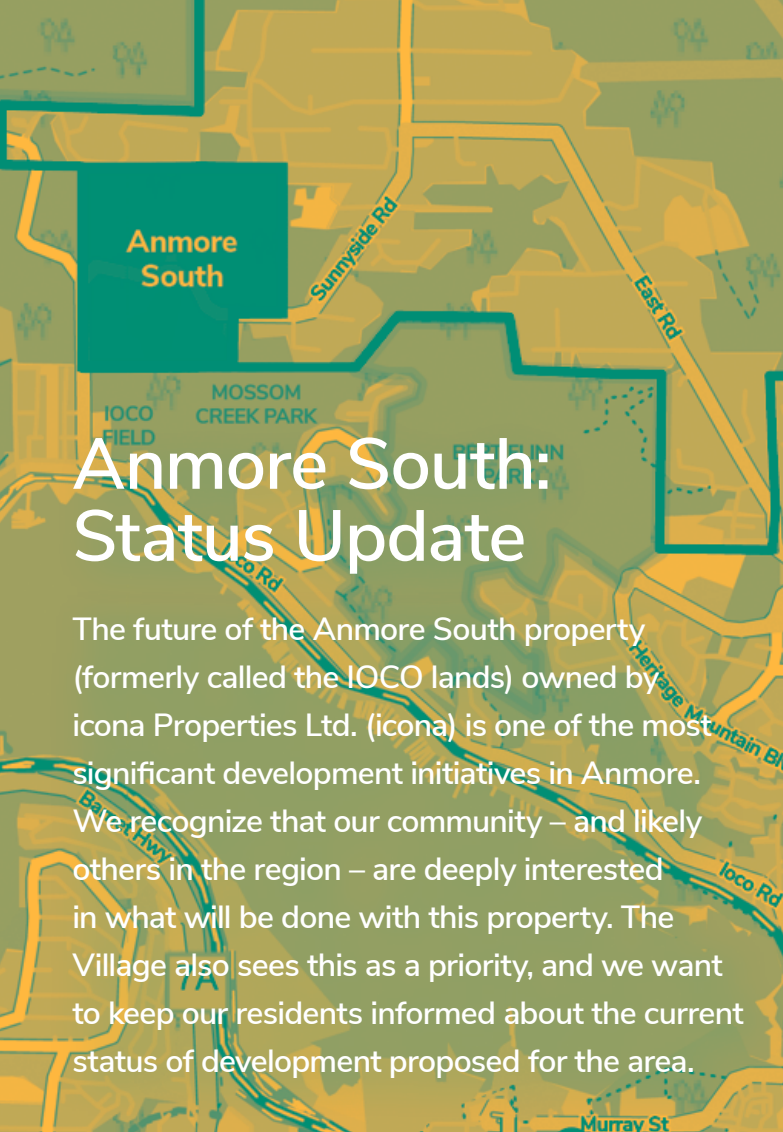 Anmore
South
Sunnyside Rd
East Rd
MOSSOM
CREEK PARK
IOCO
FIELD
Anmore South:
Status Update
Rd
The future of the Anmore South property
(formerly called the IOCO lands) owned by
icona Properties Ltd. (icona) is one of the most
significant development initiatives in Anmore.
We recognize that our community – and likely
others in the region – are deeply interested
in what will be done with this property. The
Village also sees this as a priority, and we want
to keep our residents informed about the current
status of development proposed for the area.
Heritage Mountain
Hwy
Ioco Rd
7A
Murray St